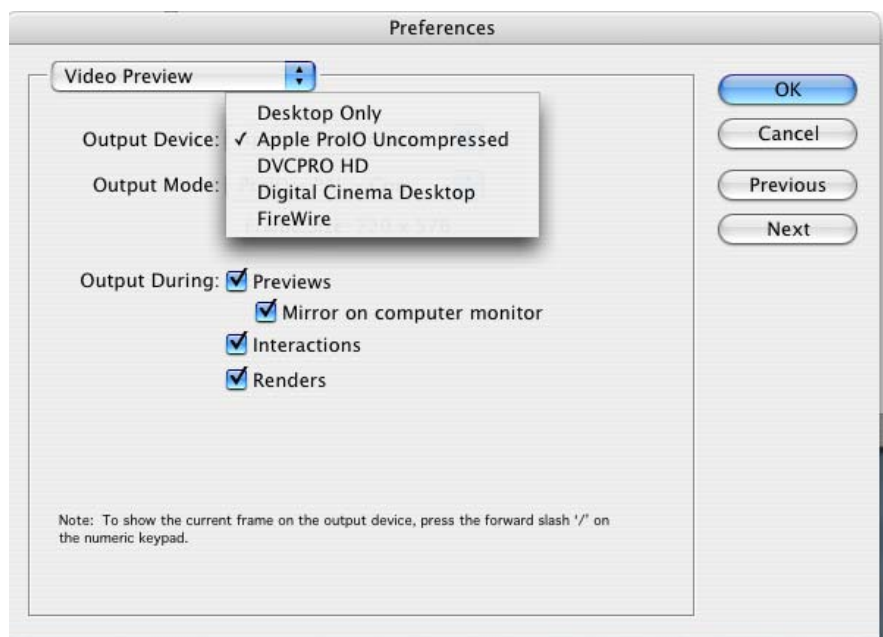 Preferences
Video Preview
OK
Desktop Only
Output Device: ✓ Apple ProIO Uncompressed
Cancel
DVCPRO HD
Output Mode:
Digital Cinema Desktop
Previous
FireWire
Next
Output During: Previews
Mirror on computer monitor
Interactions
Renders
Note: To show the current frame on the output device, press the forward slash '/' on
the numeric keypad.